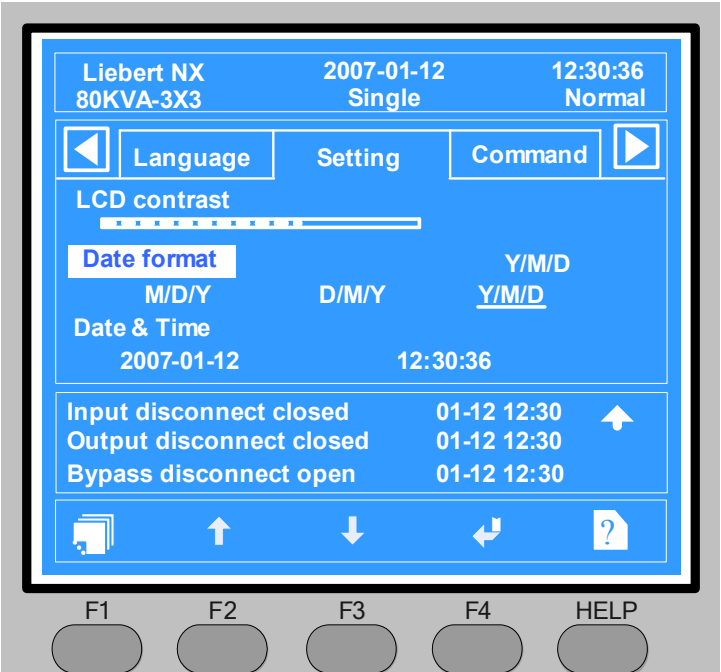 Liebert NX 2007-01-12 12:30:36
80KVA-3X3 Single Normal
Language Setting Command
LCD contrast
Date format Y/M/D
M/D/Y D/M/Y Y/M/D
Date & Time
2007-01-12 12:30:36
Input disconnect closed 01-12 12:30
Output disconnect closed 01-12 12:30
Bypass disconnect open 01-12 12:30
?
F1 F2 F3 F4 HELP